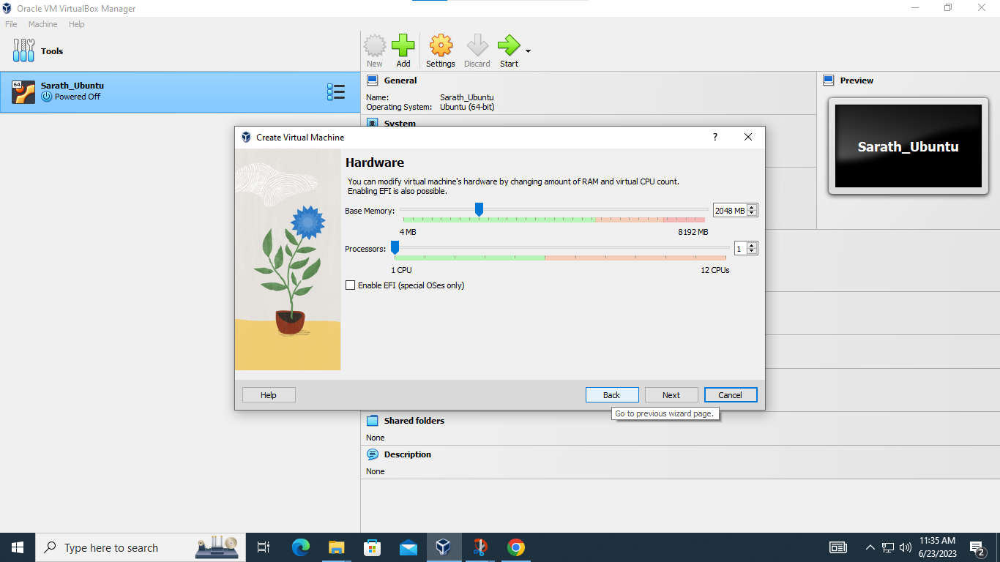 Oracle VM VirtualBox Manager
File Machine Help
Tools
New Add Settings Discard Start
64
Sarath_Ubuntu
Powered Off
General
Name: Sarath_Ubuntu
Operating System: Ubuntu (64-bit)
System
Preview
Sarath_Ubuntu
Create Virtual Machine
?
Hardware
You can modify virtual machine's hardware by changing amount of RAM and virtual CPU count.
Enabling EFI is also possible.
Base Memory: 2048 MB
4 MB 8192 MB
Processors: 1
1 CPU 12 CPUs
Enable EFI (special OSes only)
Help Back Next Cancel
Go to previous wizard page.
Shared folders
None
Description
None
Type here to search
11:35 AM
6/23/2023
2